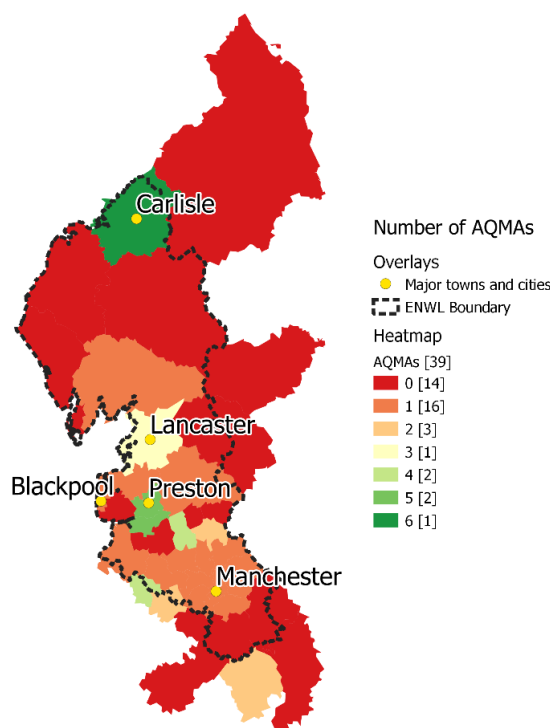 Carlisle
Lancaster
Blackpool
Preston
Manchester
Number of AQMAs
Overlays
Major towns and cities
ENWL Boundary
Heatmap
AQMAs [39]
0 [14]
1 [16]
2 [3]
3 [1]
4 [2]
5 [2]
6 [1]